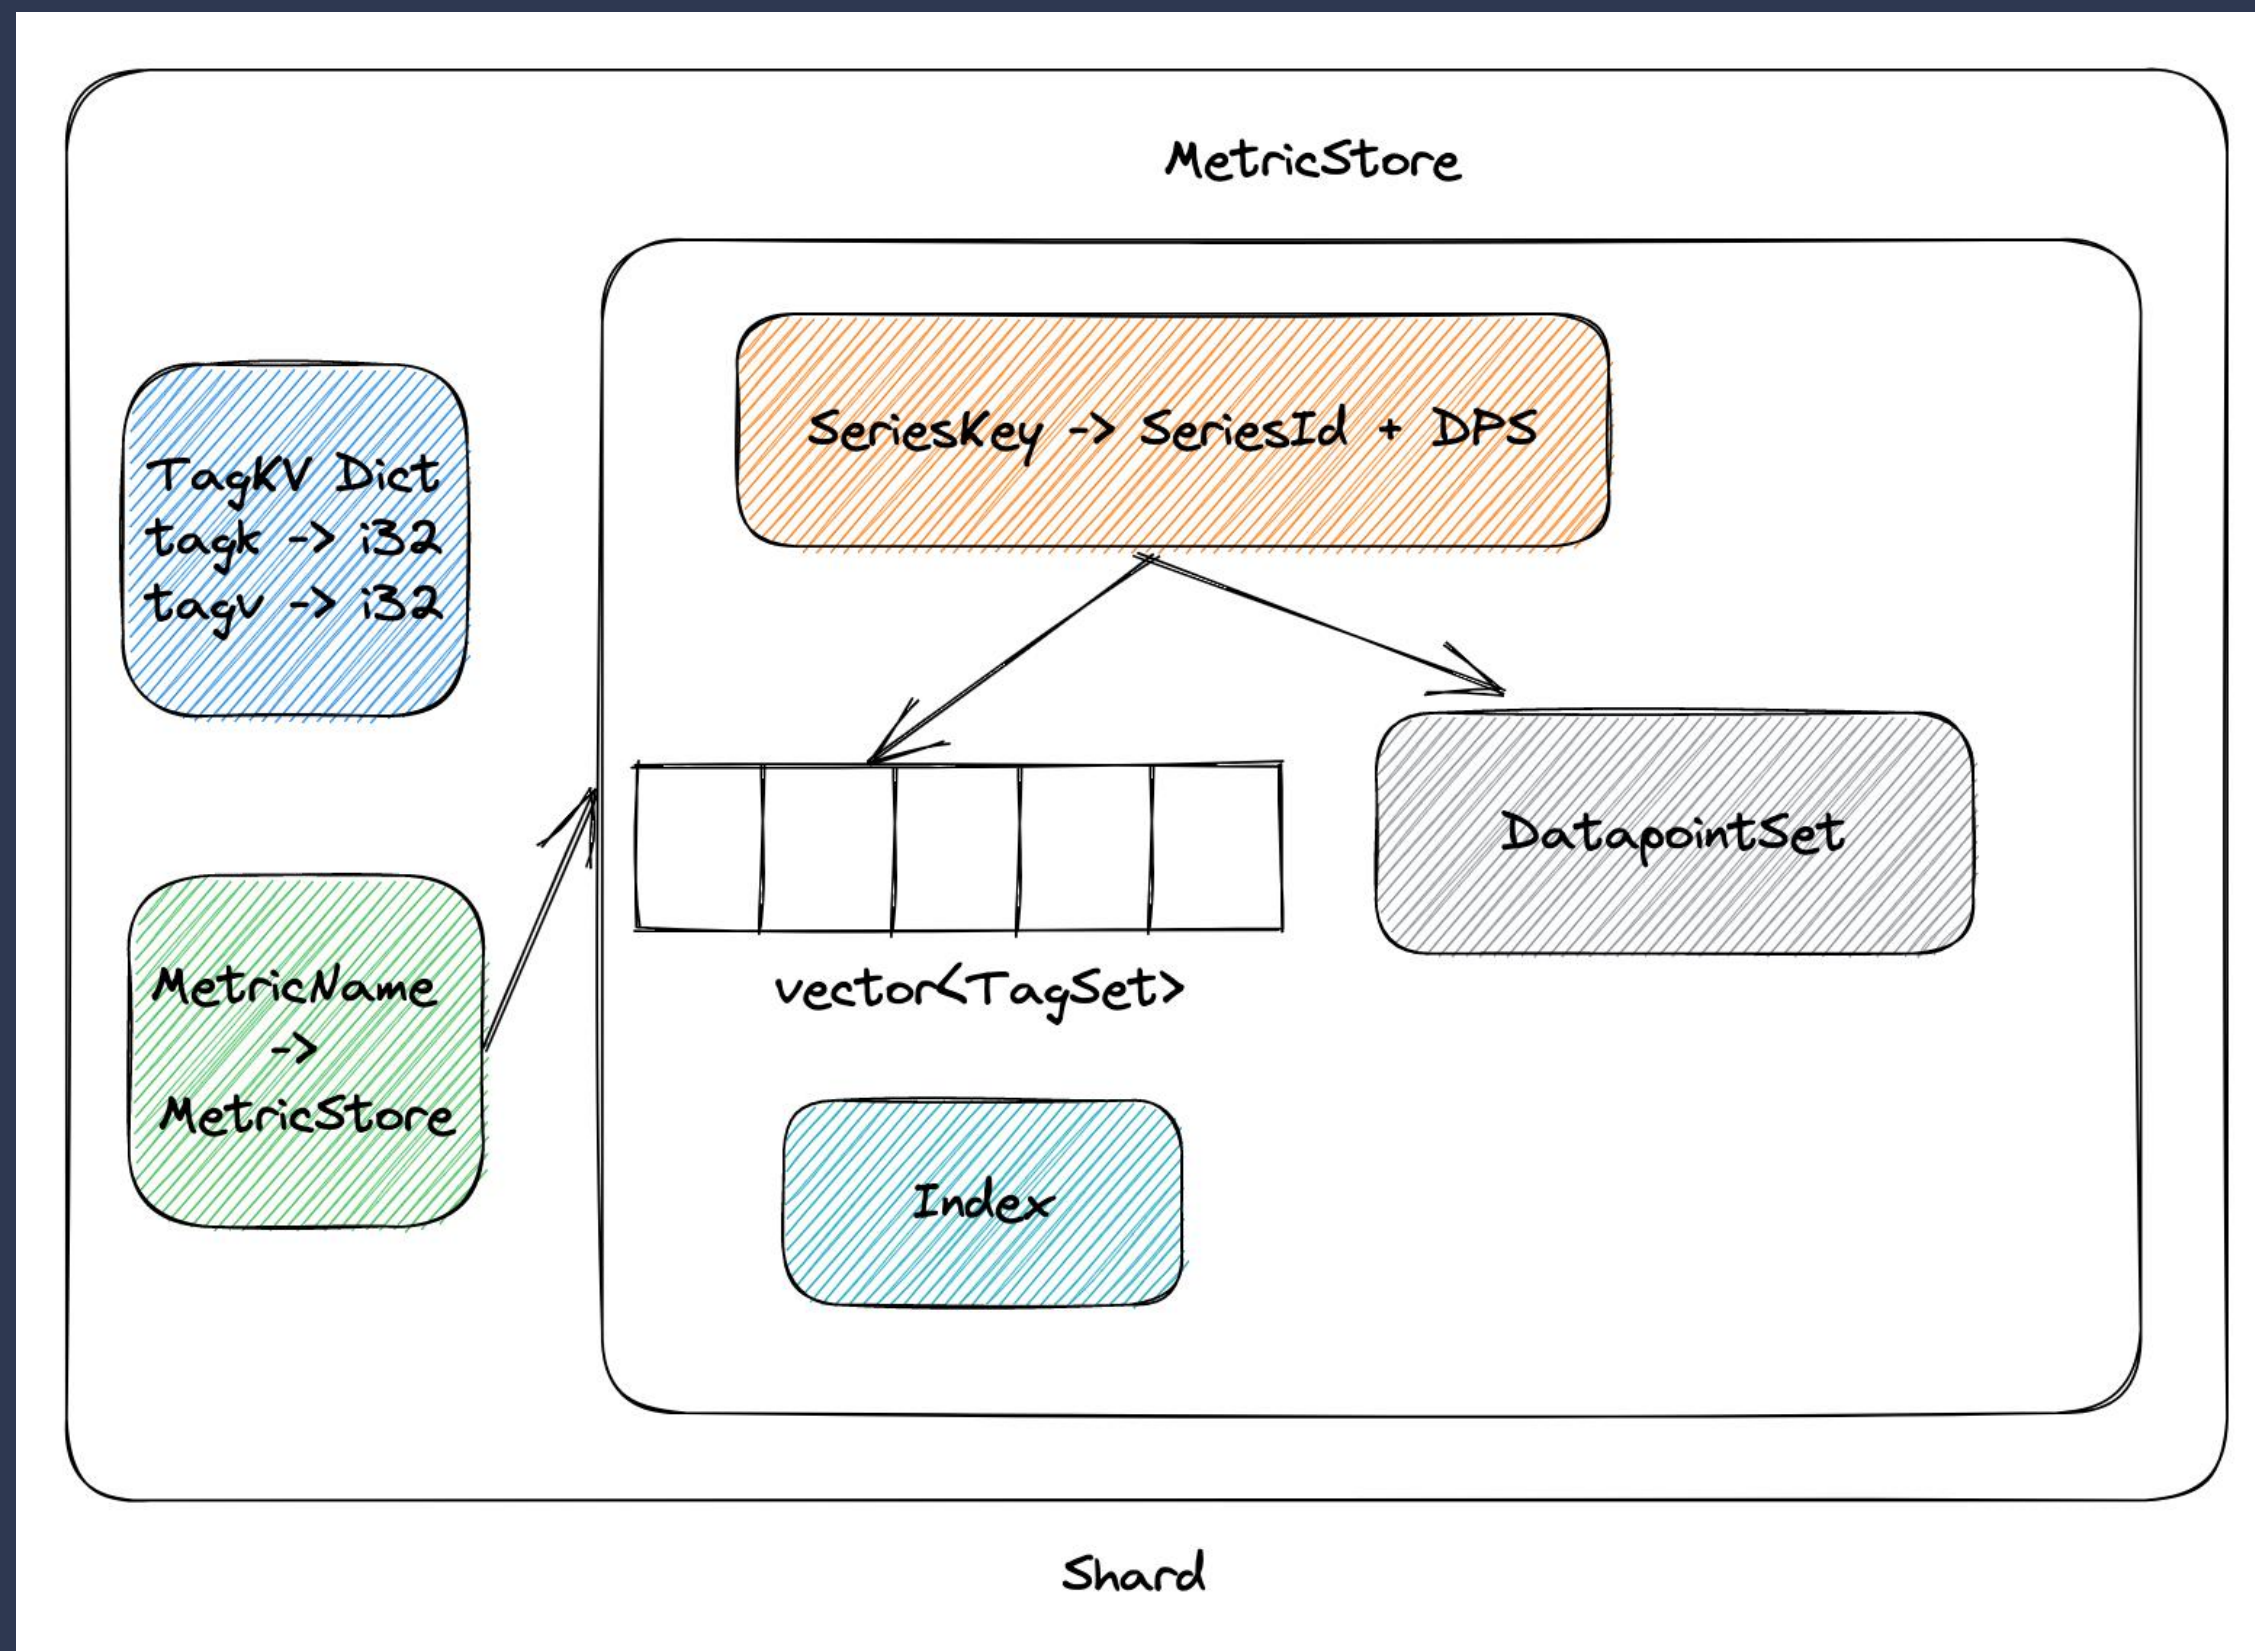 MetricStore
SeriesKey -> SeriesId + DPS
TagKV Dict
tagk -> i32
tagv -> i32
DatapointSet
vector<TagSet>
MetricName
->
MetricStore
Index
Shard